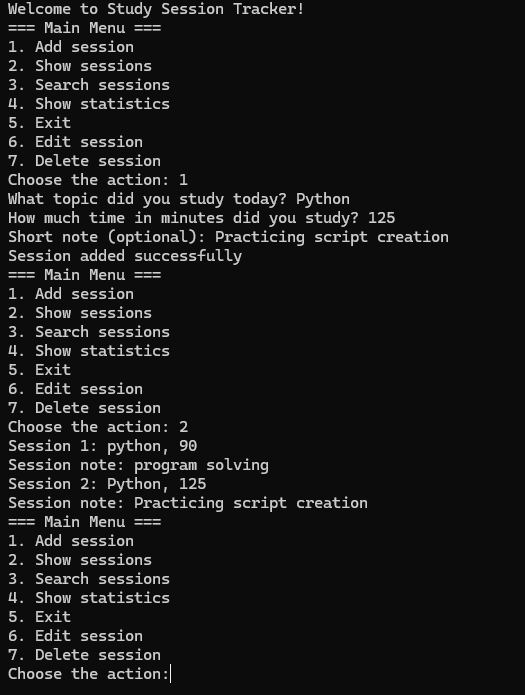 Welcome to Study Session Tracker!
=== Main Menu ===
1. Add session
2. Show sessions
3. Search sessions
4. Show statistics
5. Exit
6. Edit session
7. Delete session
Choose the action: 1
What topic did you study today? Python
How much time in minutes did you study? 125
Short note (optional): Practicing script creation
Session added successfully
=== Main Menu ===
1. Add session
2. Show sessions
3. Search sessions
4. Show statistics
5. Exit
6. Edit session
7. Delete session
Choose the action: 2
Session 1: python, 90
Session note: program solving
Session 2: Python, 125
Session note: Practicing script creation
=== Main Menu ===
1. Add session
2. Show sessions
3. Search sessions
4. Show statistics
5. Exit
6. Edit session
7. Delete session
Choose the action: